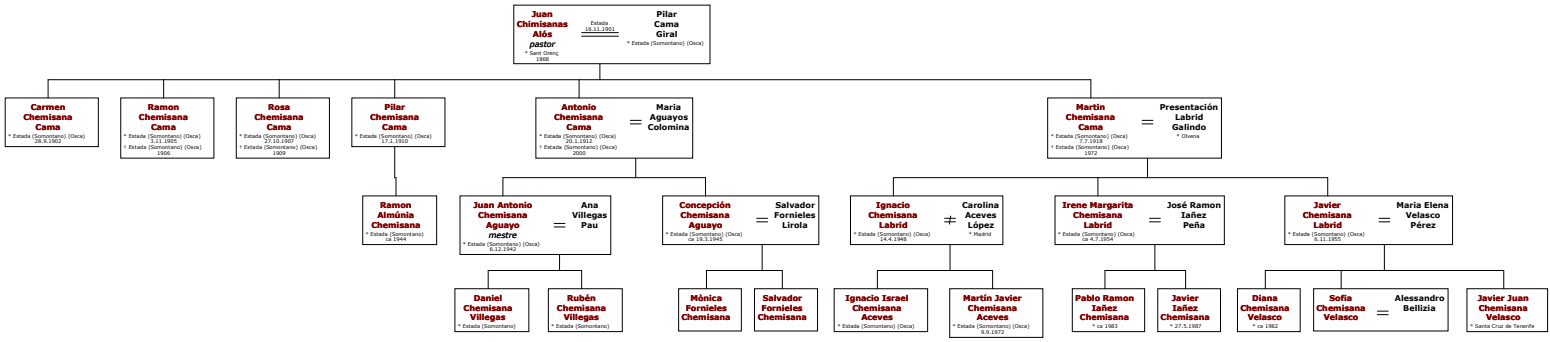 Juan
Chimisanas
Alós
pastor
* Sant Orenç
1868
Estada
16.11.1901
Pilar
Cama
Giral
* Estada (Somontano) (Osca)
Carmen
Chemisana
Cama
* Estada (Somontano) (Osca)
28.9.1902
Ramon
Chemisana
Cama
* Estada (Somontano) (Osca)
3.11.1905
† Estada (Somontano) (Osca)
1906
Rosa
Chemisana
Cama
* Estada (Somontano) (Osca)
27.10.1907
† Estada (Somontano) (Osca)
1909
Pilar
Chemisana
Cama
* Estada (Somontano) (Osca)
17.1.1910
Antonio
Chemisana
Cama
* Estada (Somontano) (Osca)
20.1.1912
† Estada (Somontano) (Osca)
2000
=
Maria
Aguayos
Colomina
Martin
Chemisana
Cama
* Estada (Somontano) (Osca)
7.7.1918
† Estada (Somontano) (Osca)
1972
=
Presentación
Labrid
Galindo
* Olvena
Ramon
Almúnia
Chemisana
* Estada (Somontano)
ca 1944
Juan Antonio
Chemisana
Aguayo
mestre
* Estada (Somontano) (Osca)
6.12.1942
=
Ana
Villegas
Pau
Concepción
Chemisana
Aguayo
* Estada (Somontano) (Osca)
ca 19.3.1945
=
Salvador
Fornieles
Lirola
Ignacio
Chemisana
Labrid
* Estada (Somontano) (Osca)
14.4.1948
≠
Carolina
Aceves
López
* Madrid
Irene Margarita
Chemisana
Labrid
* Estada (Somontano) (Osca)
ca 4.7.1954
=
José Ramon
Iañez
Peña
Javier
Chemisana
Labrid
* Estada (Somontano) (Osca)
6.11.1955
=
Maria Elena
Velasco
Pérez
Daniel
Chemisana
Villegas
* Estada (Somontano)
Rubén
Chemisana
Villegas
* Estada (Somontano)
Mònica
Fornieles
Chemisana
Salvador
Fornieles
Chemisana
Ignacio Israel
Chemisana
Aceves
* Estada (Somontano) (Osca)
Martín Javier
Chemisana
Aceves
* Estada (Somontano) (Osca)
9.9.1972
Pablo Ramon
Iañez
Chemisana
* ca 1983
Javier
Iañez
Chemisana
* 27.5.1987
Diana
Chemisana
Velasco
* ca 1982
Sofia
Chemisana
Velasco
=
Alessandro
Bellizia
Javier Juan
Chemisana
Velasco
* Santa Cruz de Tenerife